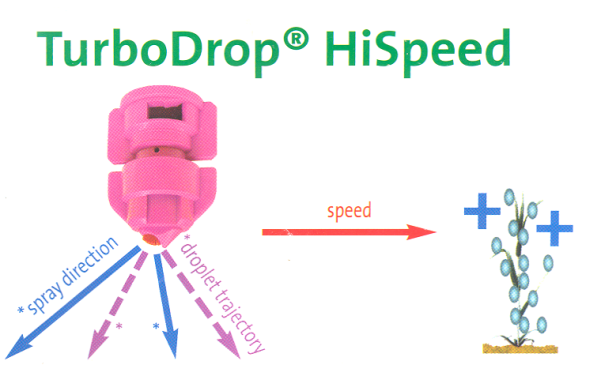 TurboDrop® HiSpeed
speed
* spray direction
* droplet trajectory
*
*